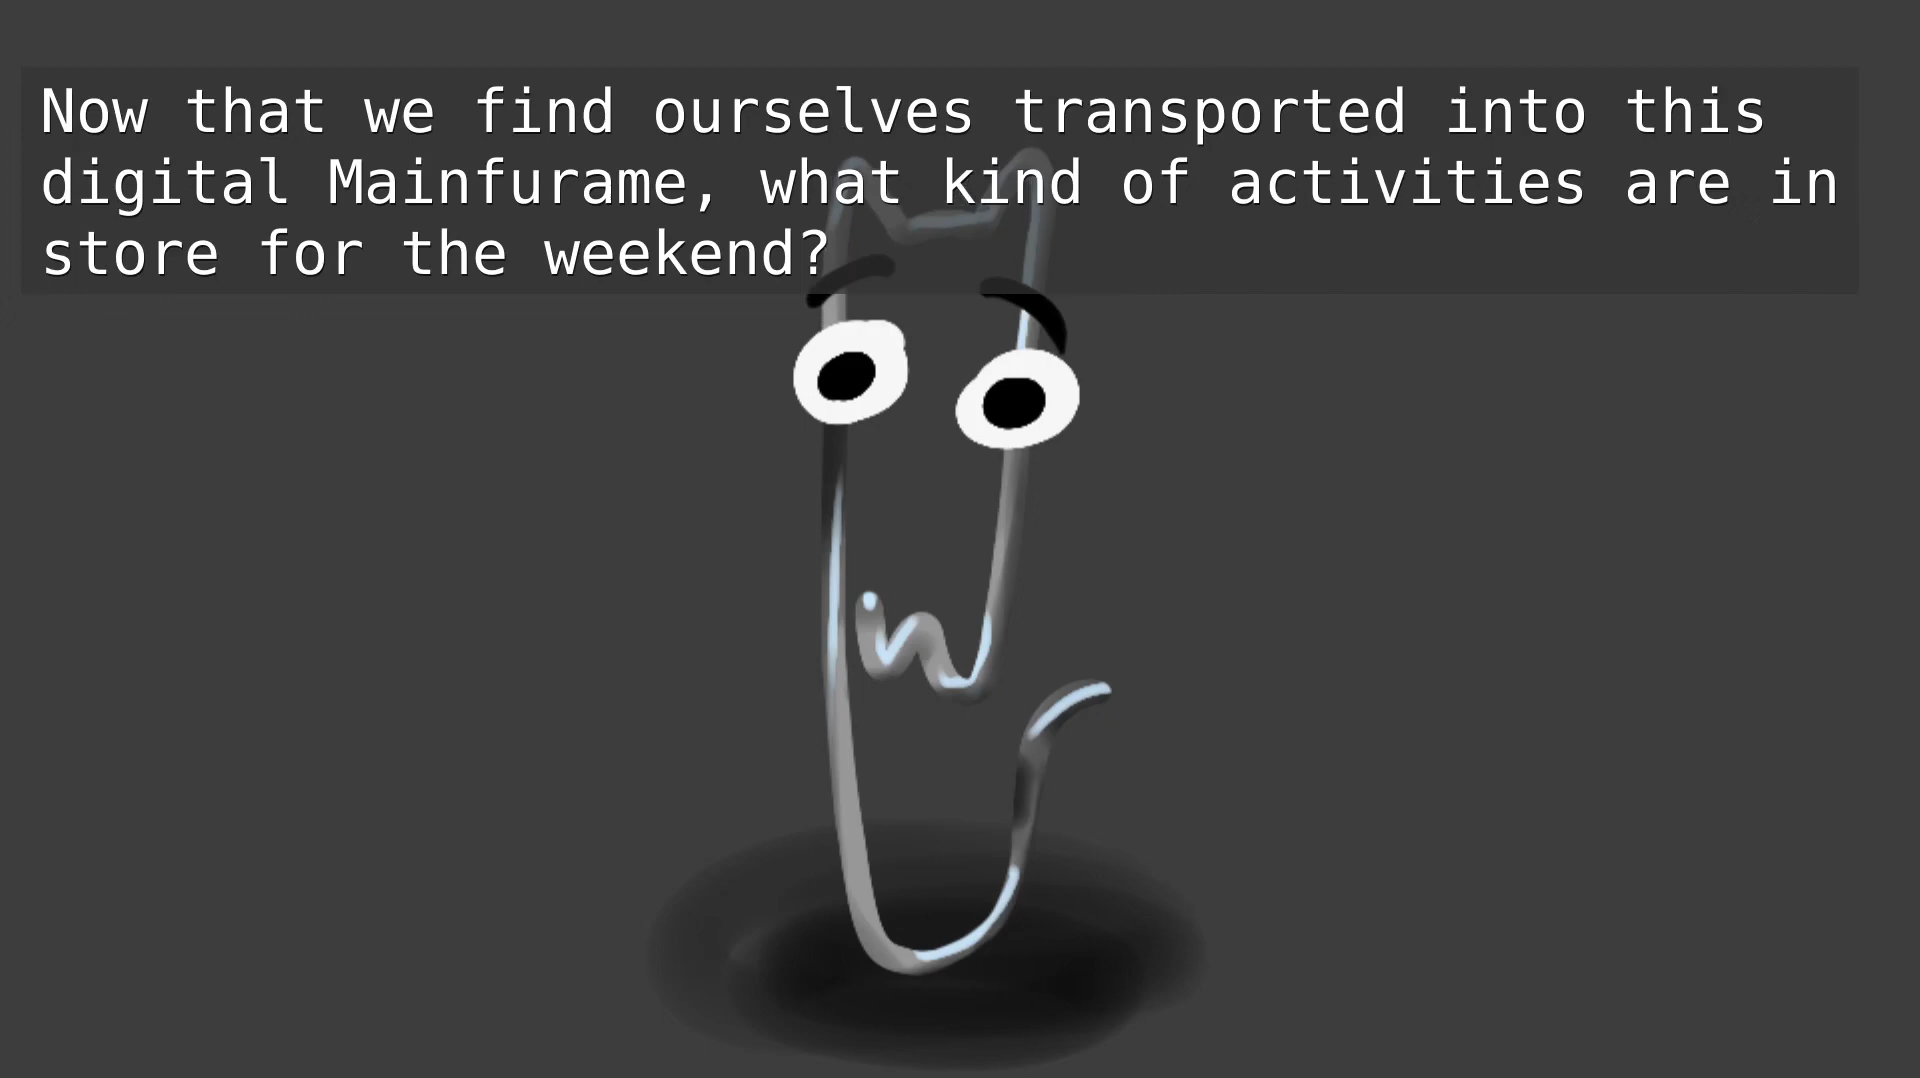 Now that we find ourselves transported into this
digital Mainfurame, what kind of activities are in
store for the weekend?